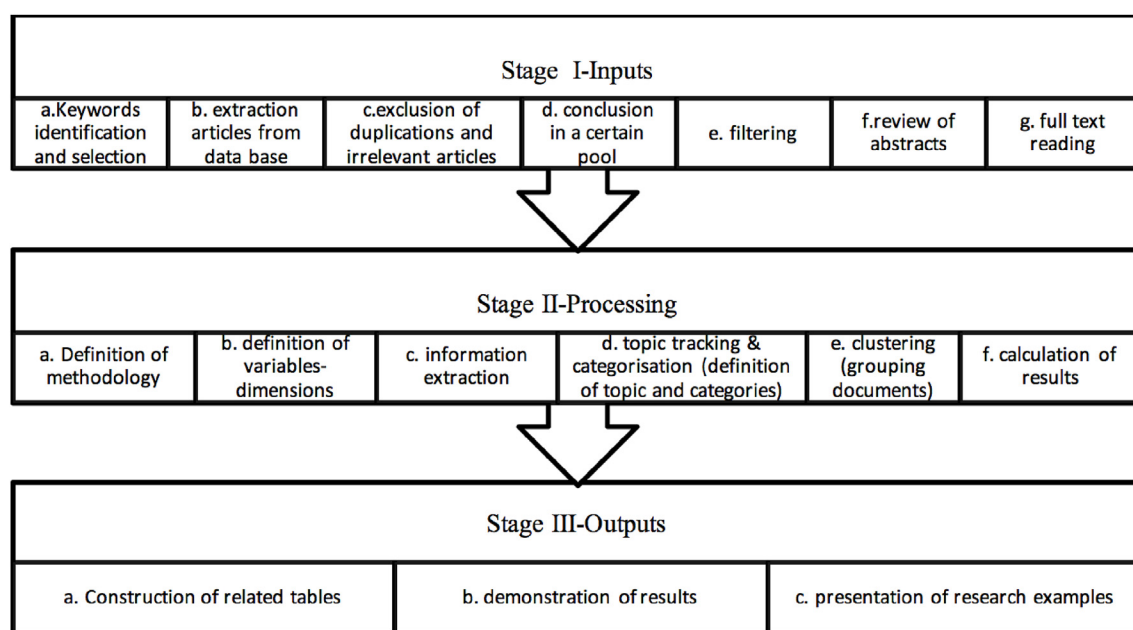 Stage I-Inputs
a.Keywords
identification
and selection
b. extraction
articles from
data base
c.exclusion of
duplications and
irrelevant articles
d. conclusion
in a certain
pool
e. filtering
f.review of
abstracts
g. full text
reading
Stage II-Processing
a. Definition of
methodology
b. definition of
variables-
dimensions
c. information
extraction
d. topic tracking &
categorisation (definition
of topic and categories)
e. clustering
(grouping
documents)
f. calculation of
results
Stage III-Outputs
a. Construction of related tables
b. demonstration of results
c. presentation of research examples